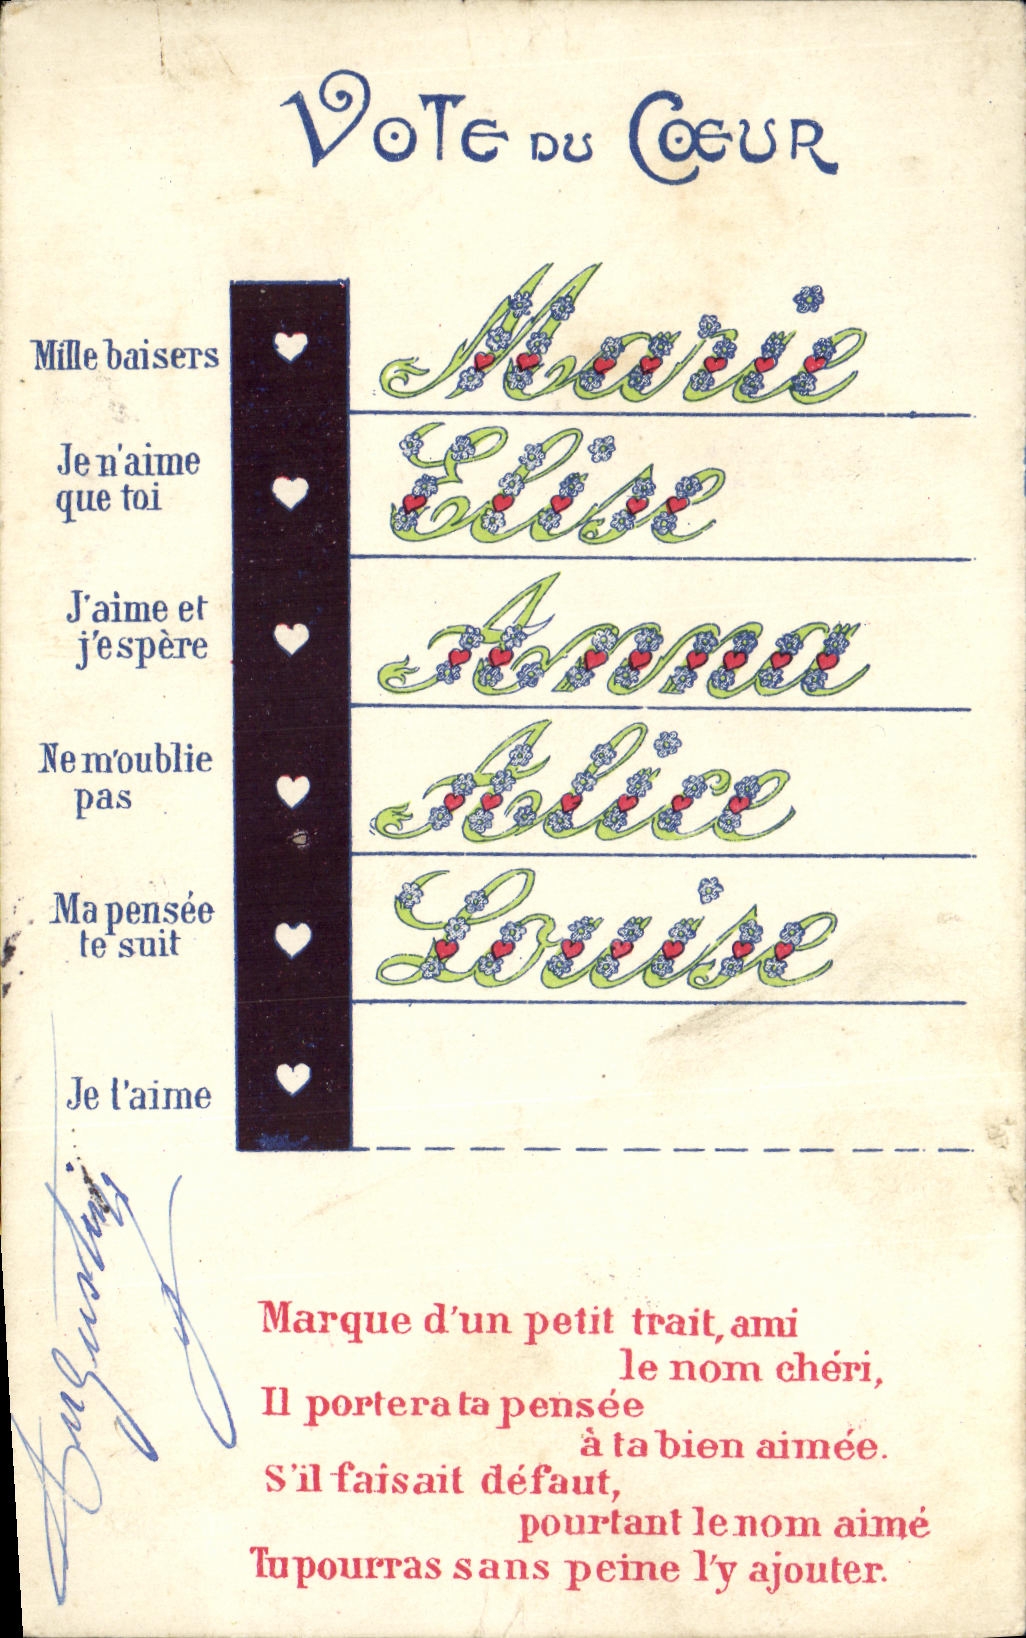 VOTE DU CŒUR
Mille baisers
Marie
Je n'aime
que toi
Elise
J'aime et
j'espère
Anna
Ne m'oublie
pas
Alice
Ma pensée
te suit
Louise
Je t'aime
Augustin
Marque d'un petit trait, ami
le nom chéri,
Il portera ta pensée
à ta bien aimée.
S'il faisait défaut,
pourtant le nom aimé
Tu pourras sans peine l'y ajouter.